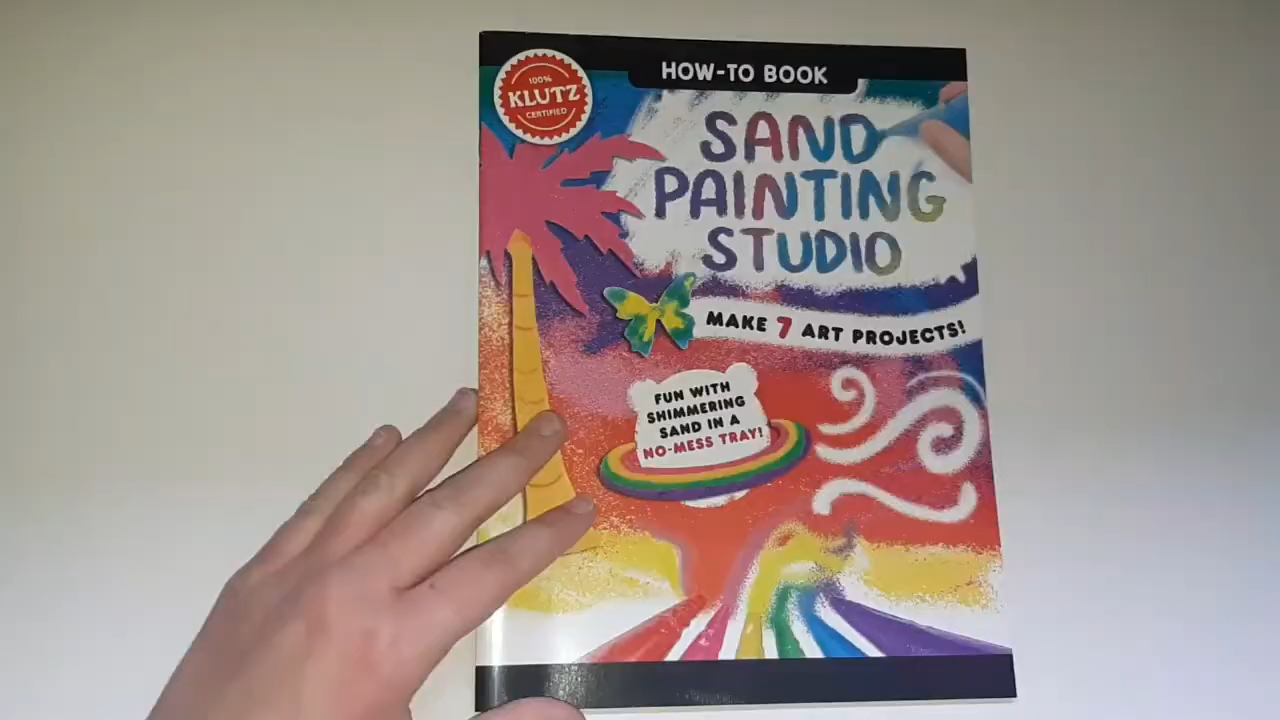 HOW-TO BOOK
100%
KLUTZ
CERTIFIED
SAND
PAINTING
STUDIO
MAKE 7 ART PROJECTS!
FUN WITH
SHIMMERING
SAND IN A
NO-MESS TRAY!